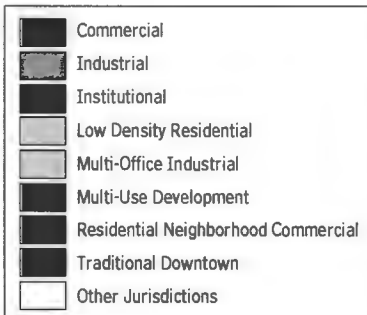 Commercial
Industrial
Institutional
Low Density Residential
Multi-Office Industrial
Multi-Use Development
Residential Neighborhood Commercial
Traditional Downtown
Other Jurisdictions